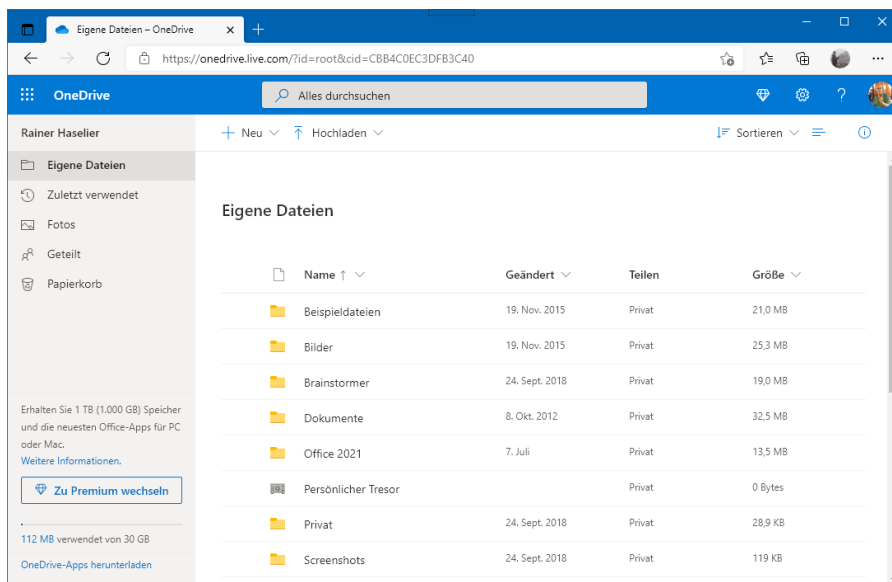 Eigene Dateien – OneDrive
https://onedrive.live.com/?id=root&cid=CBB4C0EC3DFB3C40
OneDrive
Alles durchsuchen
Rainer Haselier
Neu
Hochladen
Sortieren
Eigene Dateien
Zuletzt verwendet
Fotos
Geteilt
Papierkorb
Erhalten Sie 1 TB (1.000 GB) Speicher
und die neuesten Office-Apps für PC
oder Mac.
Weitere Informationen.
Zu Premium wechseln
112 MB verwendet von 30 GB
OneDrive-Apps herunterladen
Eigene Dateien
Name Geändert Teilen Größe
Beispieldateien 19. Nov. 2015 Privat 21,0 MB
Bilder 19. Nov. 2015 Privat 25,3 MB
Brainstormer 24. Sept. 2018 Privat 19,0 MB
Dokumente 8. Okt. 2012 Privat 32,5 MB
Office 2021 7. Juli Privat 13,5 MB
Persönlicher Tresor Privat 0 Bytes
Privat 24. Sept. 2018 Privat 28,9 KB
Screenshots 24. Sept. 2018 Privat 119 KB